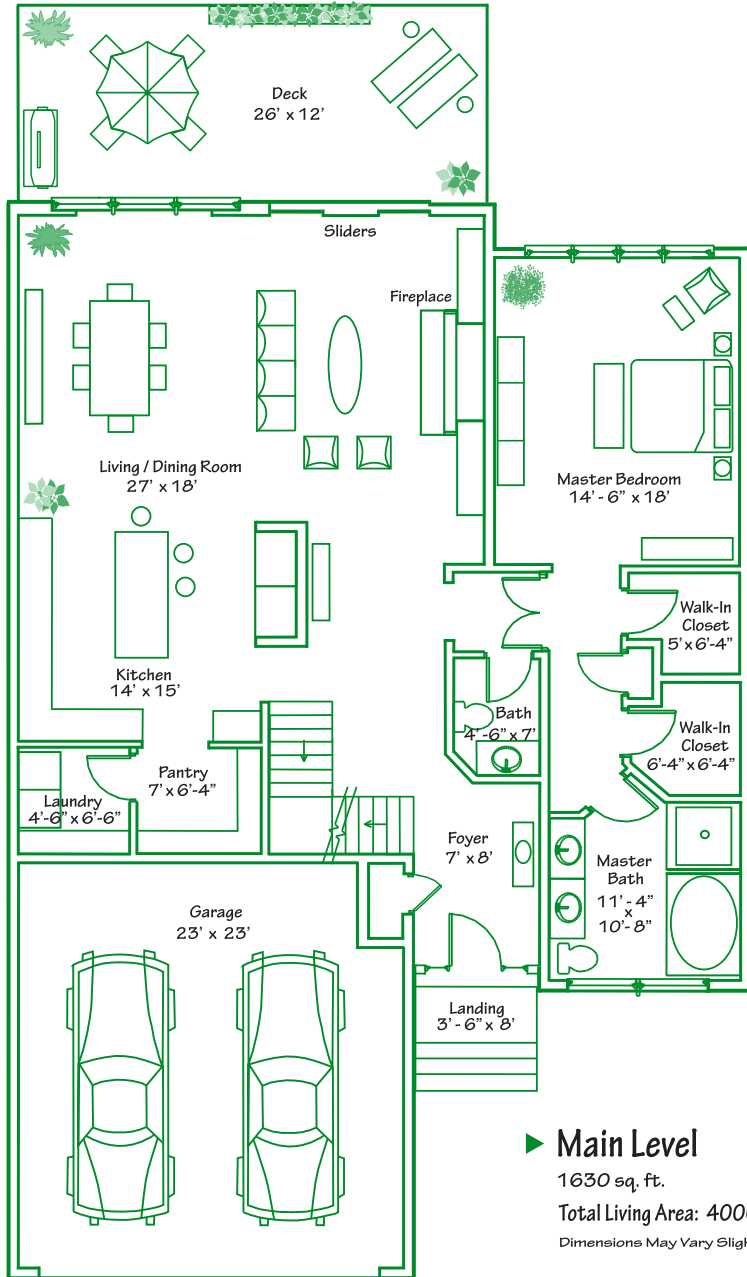 Deck
26' x 12'
Sliders
Fireplace
Living / Dining Room
27' x 18'
Master Bedroom
14' - 6" x 18'
Walk-In
Closet
5' x 6'-4"
Kitchen
14' x 15'
Bath
4'-6" x 7'
Walk-In
Closet
6'-4" x 6'-4"
Pantry
7' x 6'-4"
Laundry
4'-6" x 6'-6"
Foyer
7' x 8'
Master
Bath
11' - 4"
x
10'- 8"
Garage
23' x 23'
Landing
3' - 6" x 8'
Main Level
1630 sq. ft.
Total Living Area:
Dimensions May Vary